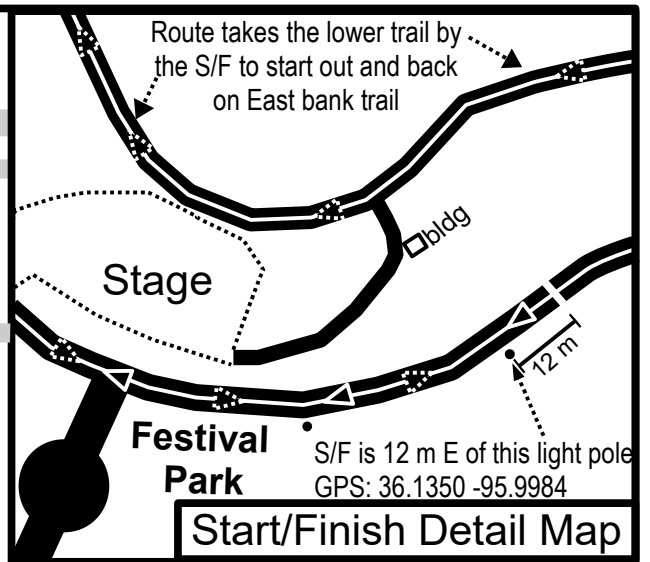 Route takes the lower trail by
the S/F to start out and back
on East bank trail
bldg
Stage
12 m
Festival
Park
S/F is 12 m E of this light pole
GPS: 36.1350 -95.9984
Start/Finish Detail Map